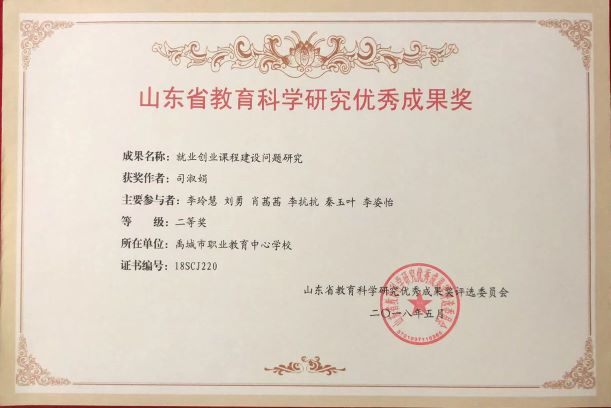 山东省教育科学研究优秀成果奖
成果名称：就业创业课程建设问题研究
获奖作者：司淑娟
主要参与者：李玲慧 刘勇 肖菡菡 李扰扰 秦玉叶 李姿怡
等 级：二等奖
所在单位：禹城市职业教育中心学校
证书编号：18SCJ220
山东省教育科学研究优秀成果奖评选委员会
二〇一八年五月